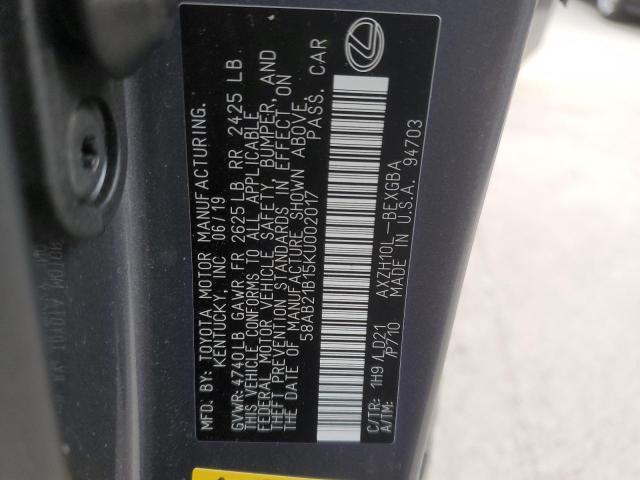 MFD. BY: TOYOTA MOTOR MANUFACTURING.
KENTUCKY, INC. 06/19
GVWR: 4740 LB GAWR FR 2625 LB RR 2425 LB
THIS VEHICLE CONFORMS TO ALL APPLICABLE
FEDERAL MOTOR VEHICLE SAFETY, BUMPER, AND
THEFT PREVENTION STANDARDS IN EFFECT ON
THE DATE OF MANUFACTURE SHOWN ABOVE.
58AB21B15KU002017 PASS. CAR
C/TR: 1H9 LD21 AXZH10L-BEXGBA
A/TM: /P710 MADE IN U.S.A. 94703